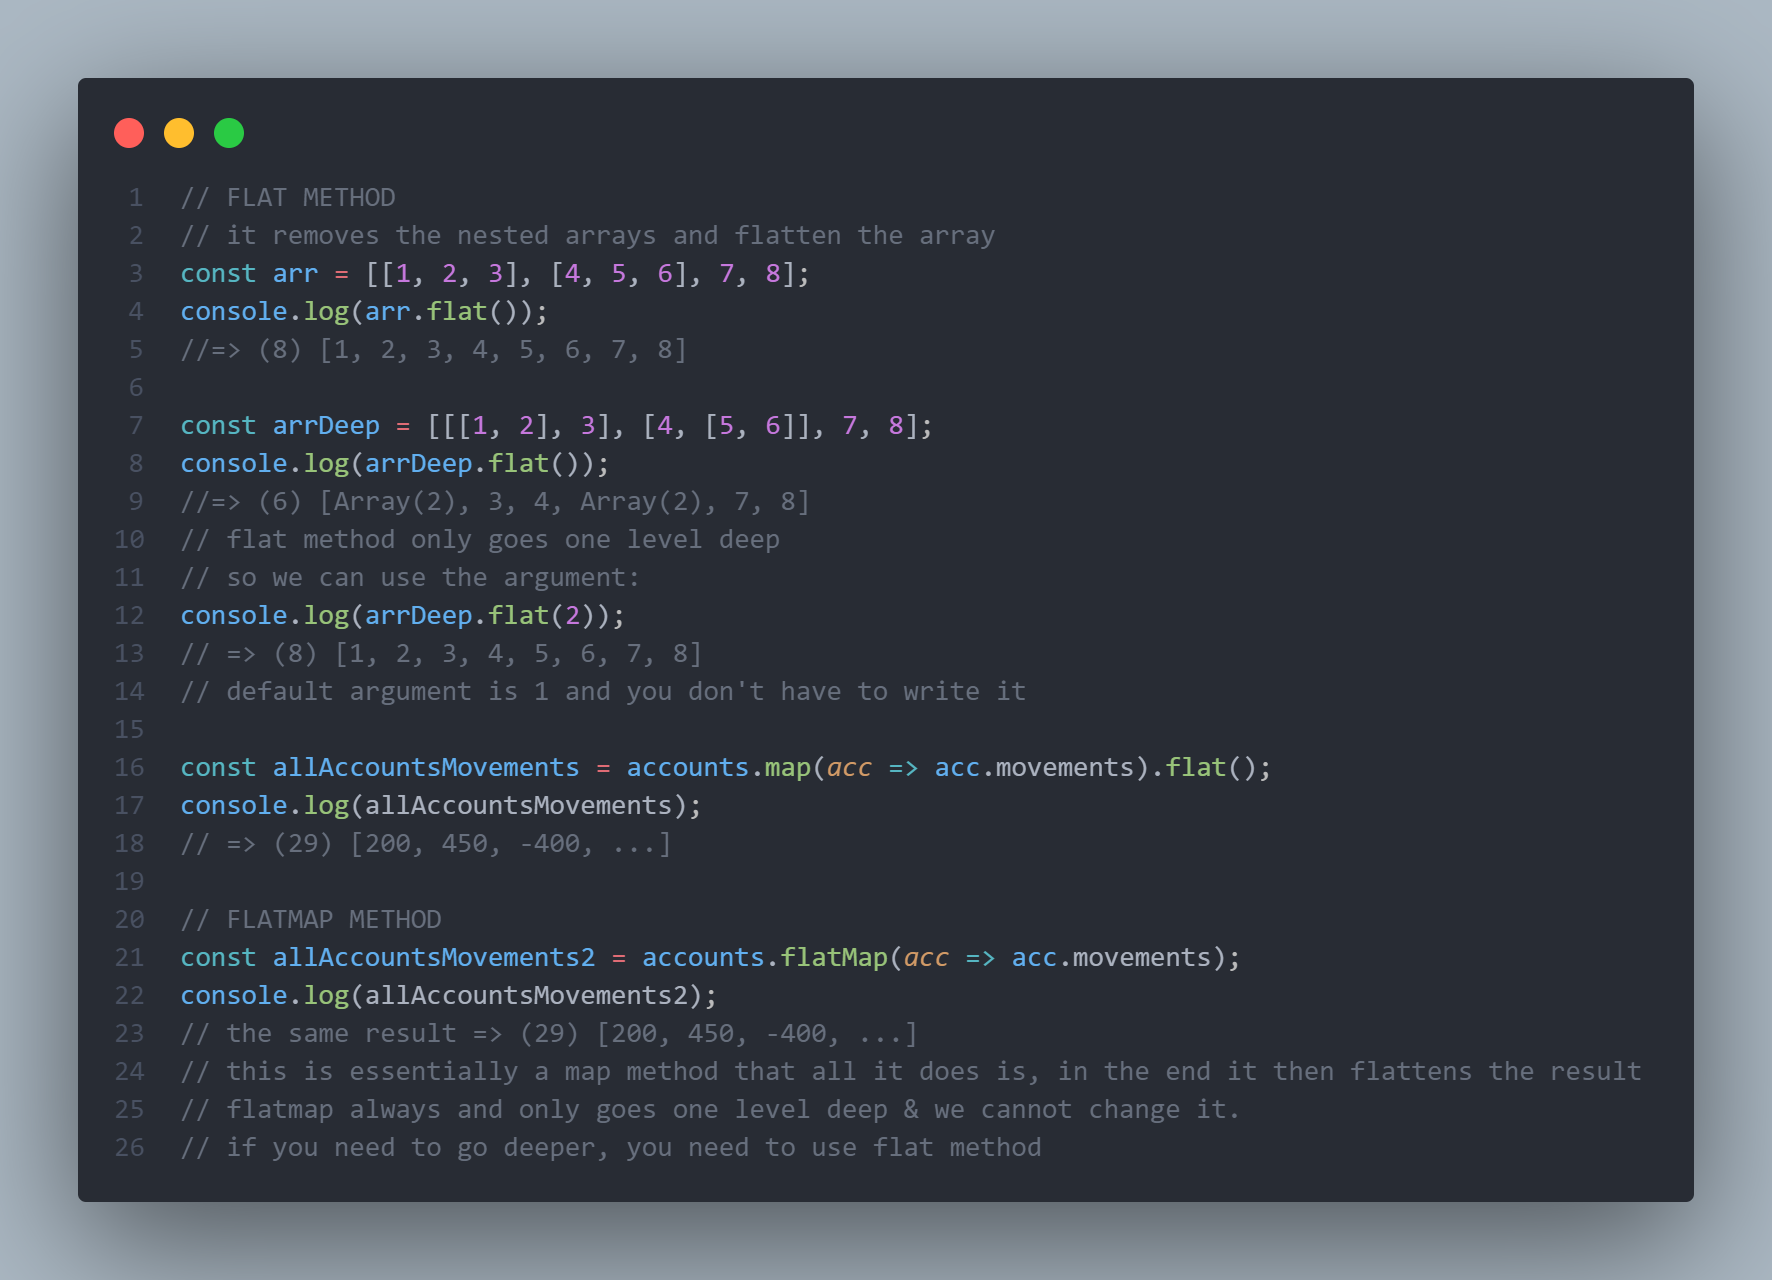 1 // FLAT METHOD
2 // it removes the nested arrays and flatten the array
3 const arr = [[1, 2, 3], [4, 5, 6], 7, 8];
4 console.log(arr.flat());
5 //=> (8) [1, 2, 3, 4, 5, 6, 7, 8]
6
7 const arrDeep = [[[1, 2], 3], [4, [5, 6]], 7, 8];
8 console.log(arrDeep.flat());
9 //=> (6) [Array(2), 3, 4, Array(2), 7, 8]
10 // flat method only goes one level deep
11 // so we can use the argument:
12 console.log(arrDeep.flat(2));
13 // => (8) [1, 2, 3, 4, 5, 6, 7, 8]
14 // default argument is 1 and you don't have to write it
15
16 const allAccountsMovements = accounts.map(acc => acc.movements).flat();
17 console.log(allAccountsMovements);
18 // => (29) [200, 450, -400, ...]
19
20 // FLATMAP METHOD
21 const allAccountsMovements2 = accounts.flatMap(acc => acc.movements);
22 console.log(allAccountsMovements2);
23 // the same result => (29) [200, 450, -400, ...]
24 // this is essentially a map method that all it does is, in the end it then flattens the result
25 // flatmap always and only goes one level deep & we cannot change it.
26 // if you need to go deeper, you need to use flat method